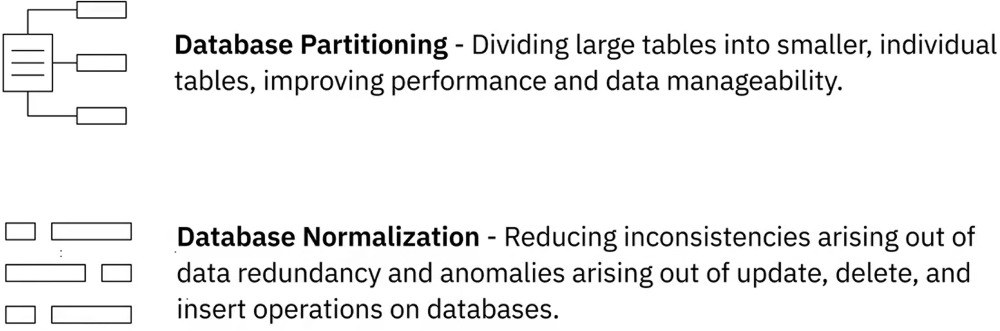 Database Partitioning - Dividing large tables into smaller, individual
tables, improving performance and data manageability.
Database Normalization - Reducing inconsistencies arising out of
data redundancy and anomalies arising out of update, delete, and
insert operations on databases.